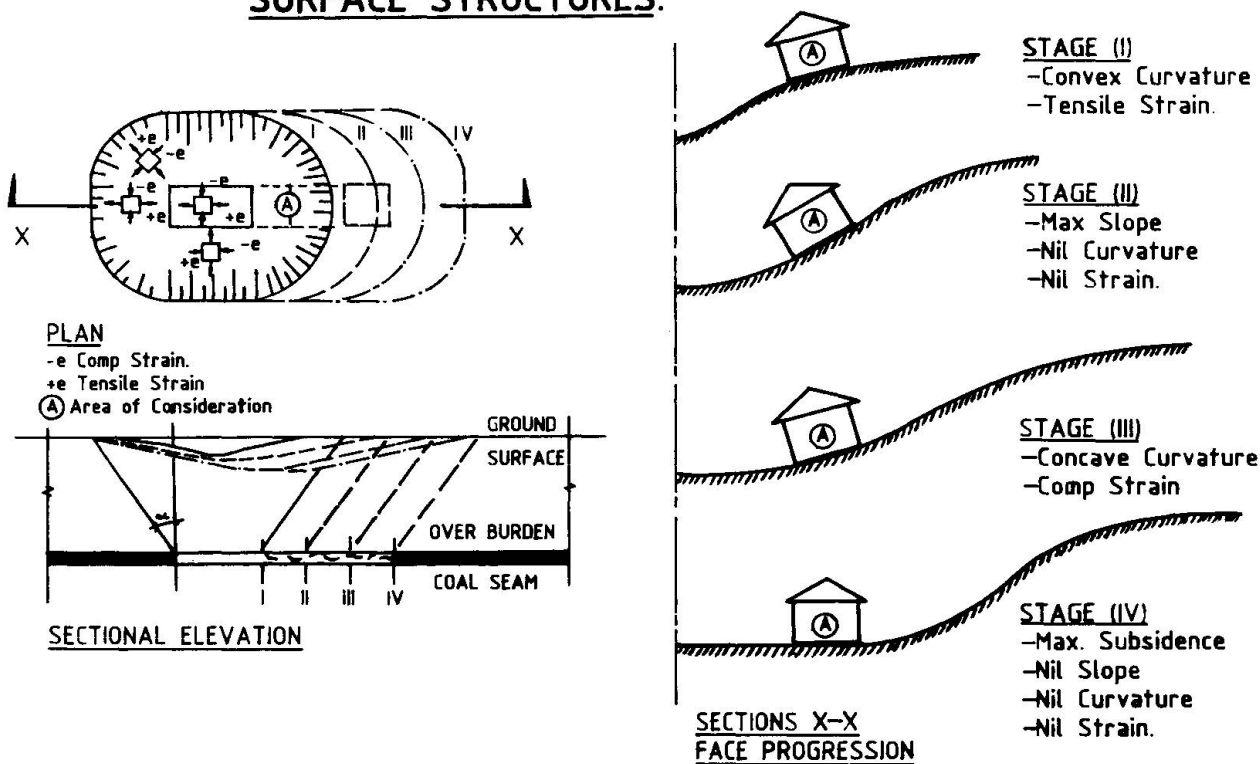 SURFACE STRUCTURES.
I II III IV
+e
-e
-e
+e
-e
+e
A
-e
+e
X X
PLAN
-e Comp Strain.
+e Tensile Strain
A Area of Consideration
GROUND
SURFACE
α
OVER BURDEN
COAL SEAM
I II III IV
SECTIONAL ELEVATION
A
STAGE (I)
-Convex Curvature
-Tensile Strain.
A
STAGE (II)
-Max Slope
-Nil Curvature
-Nil Strain.
A
STAGE (III)
-Concave Curvature
-Comp Strain
A
STAGE (IV)
-Max. Subsidence
-Nil Slope
-Nil Curvature
-Nil Strain.
SECTIONS X-X
FACE PROGRESSION